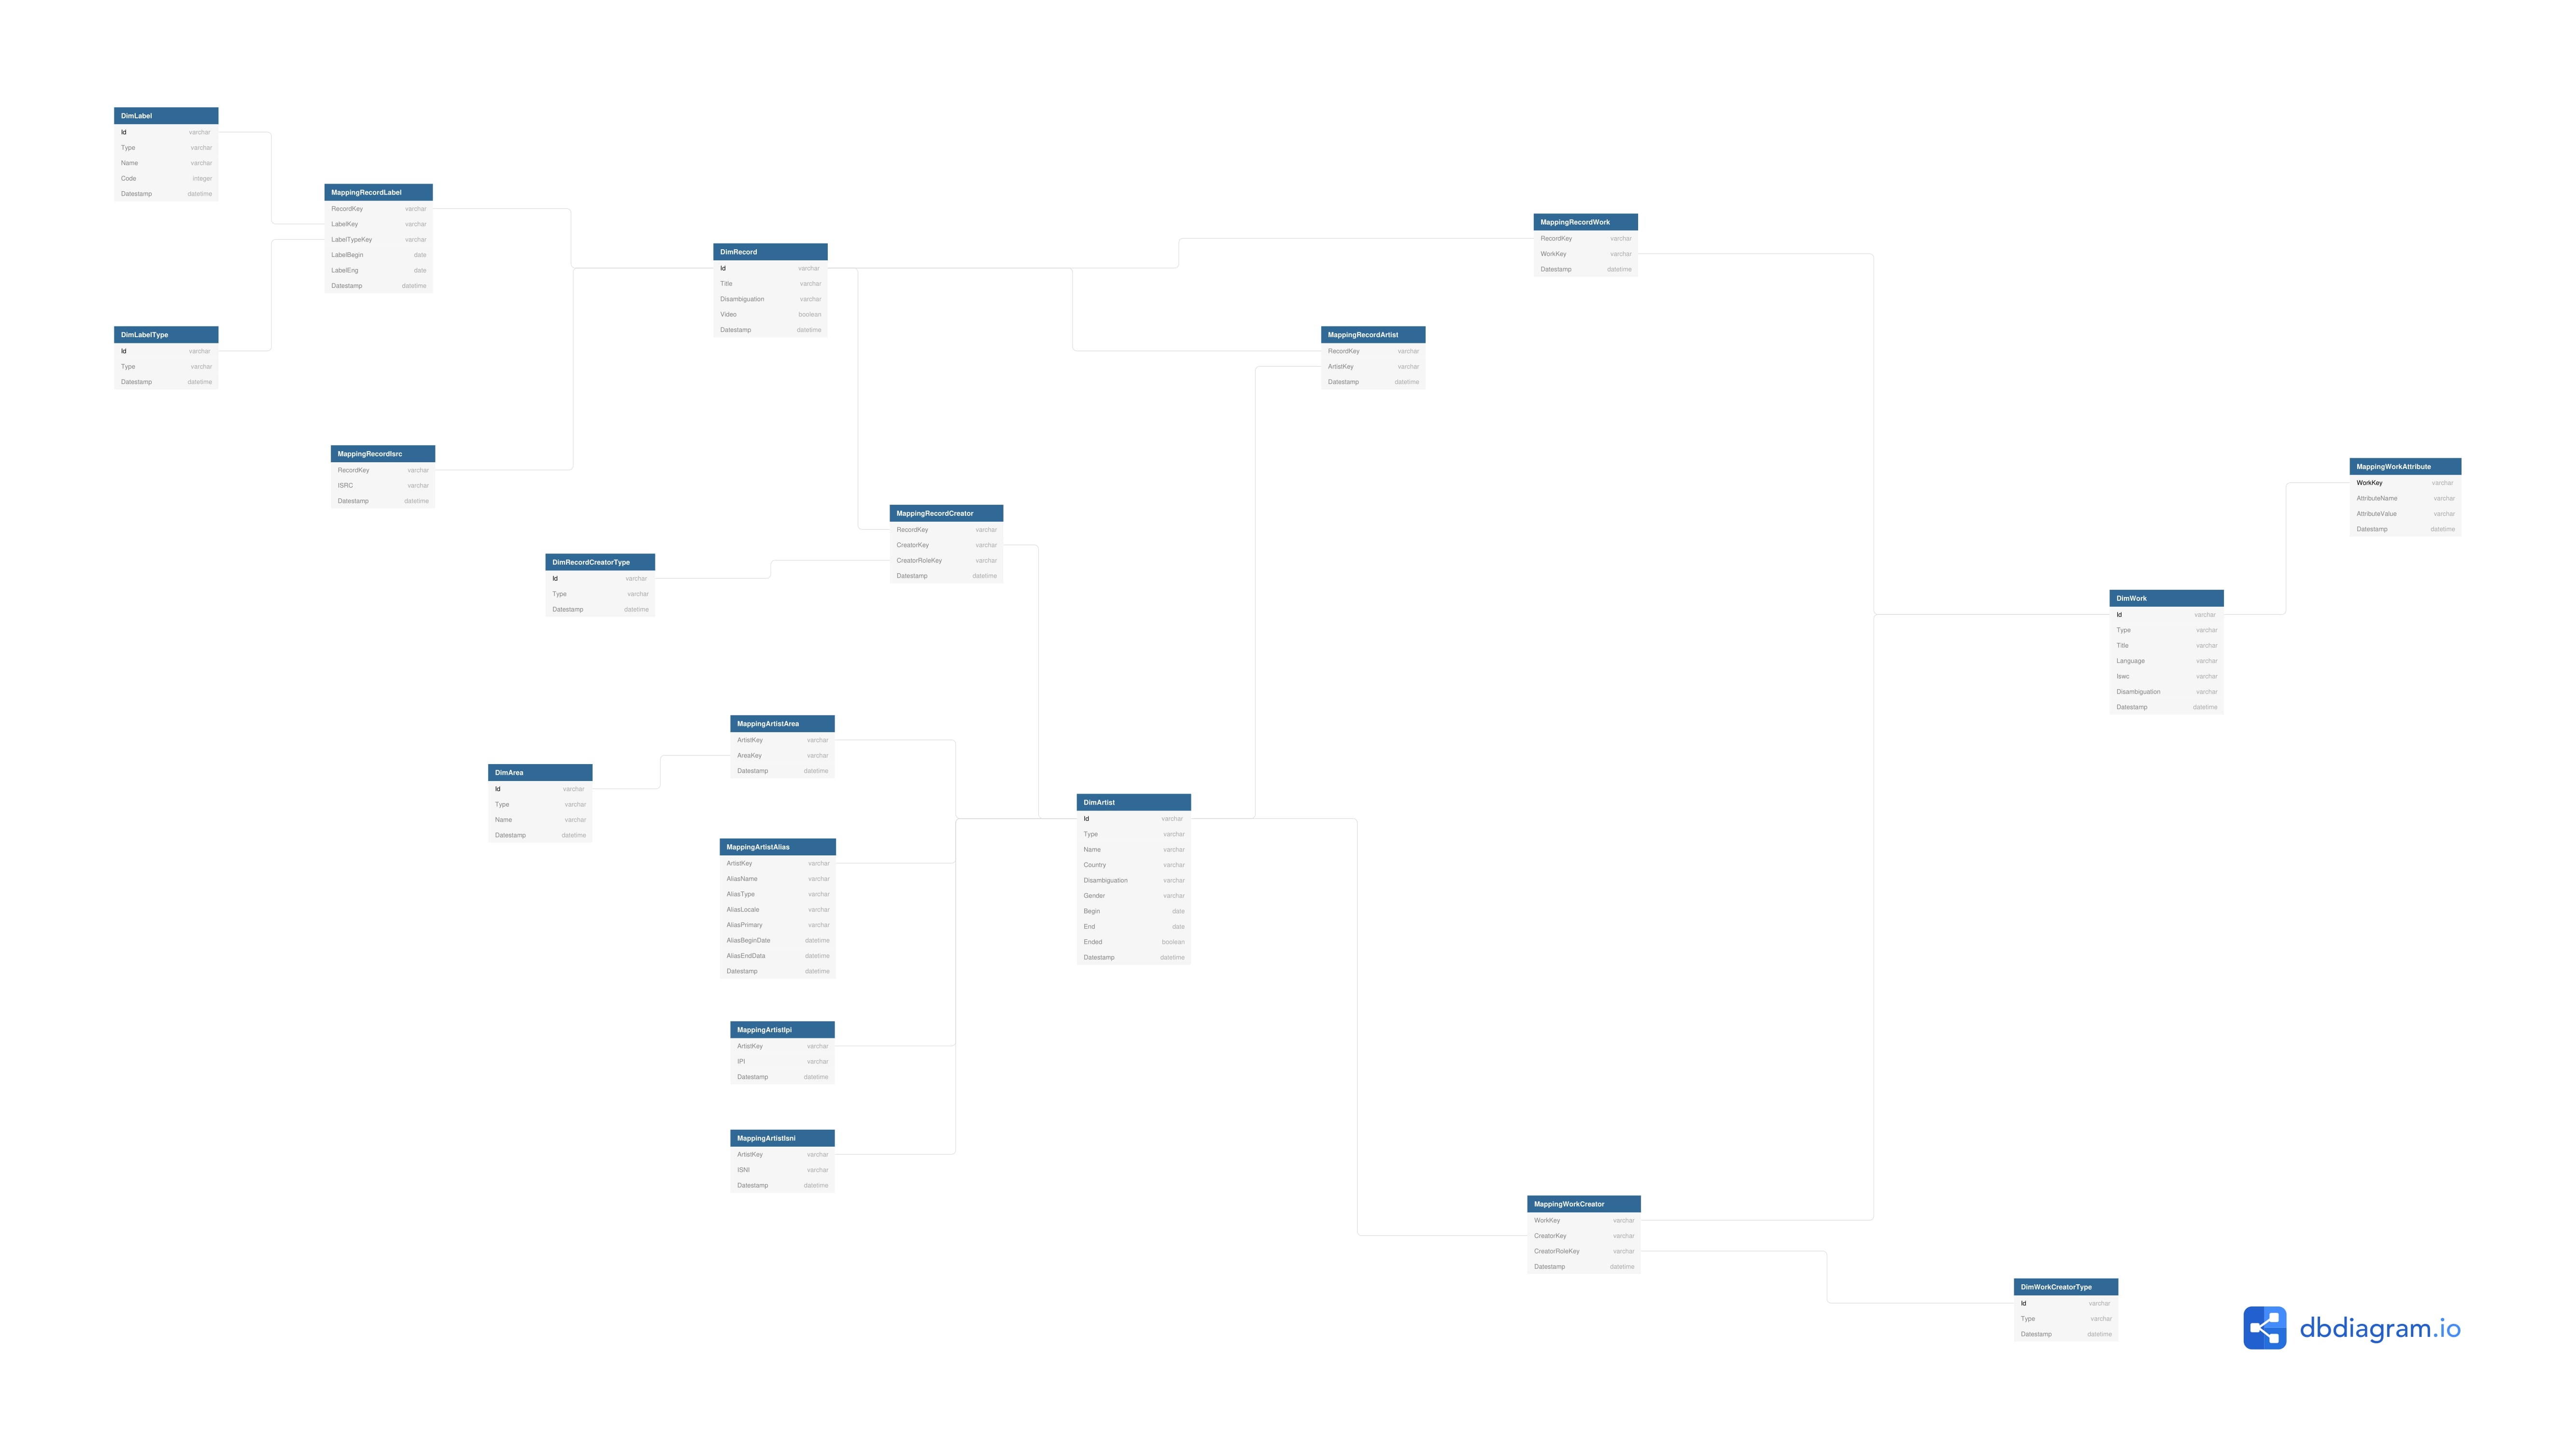 DimLabel
Id varchar
Type varchar
Name varchar
Code integer
Datestamp datetime
MappingRecordLabel
RecordKey varchar
LabelKey varchar
LabelTypeKey varchar
LabelBegin date
LabelEng date
Datestamp datetime
DimLabelType
Id varchar
Type varchar
Datestamp datetime
MappingRecordIsrc
RecordKey varchar
ISRC varchar
Datestamp datetime
DimRecord
Id varchar
Title varchar
Disambiguation varchar
Video boolean
Datestamp datetime
MappingRecordWork
RecordKey varchar
WorkKey varchar
Datestamp datetime
MappingRecordArtist
RecordKey varchar
ArtistKey varchar
Datestamp datetime
MappingRecordCreator
RecordKey varchar
CreatorKey varchar
CreatorRoleKey varchar
Datestamp datetime
DimRecordCreatorType
Id varchar
Type varchar
Datestamp datetime
MappingWorkAttribute
WorkKey varchar
AttributeName varchar
AttributeValue varchar
Datestamp datetime
DimWork
Id varchar
Type varchar
Title varchar
Language varchar
Iswc varchar
Disambiguation varchar
Datestamp datetime
MappingArtistArea
ArtistKey varchar
AreaKey varchar
Datestamp datetime
DimArea
Id varchar
Type varchar
Name varchar
Datestamp datetime
MappingArtistAlias
ArtistKey varchar
AliasName varchar
AliasType varchar
AliasLocale varchar
AliasPrimary varchar
AliasBeginDate datetime
AliasEndData datetime
Datestamp datetime
DimArtist
Id varchar
Type varchar
Name varchar
Country varchar
Disambiguation varchar
Gender varchar
Begin date
End date
Ended boolean
Datestamp datetime
MappingArtistIpi
ArtistKey varchar
IPI varchar
Datestamp datetime
MappingArtistIsni
ArtistKey varchar
ISNI varchar
Datestamp datetime
MappingWorkCreator
WorkKey varchar
CreatorKey varchar
CreatorRoleKey varchar
Datestamp datetime
DimWorkCreatorType
Id varchar
Type varchar
Datestamp datetime
dbdiagram.io